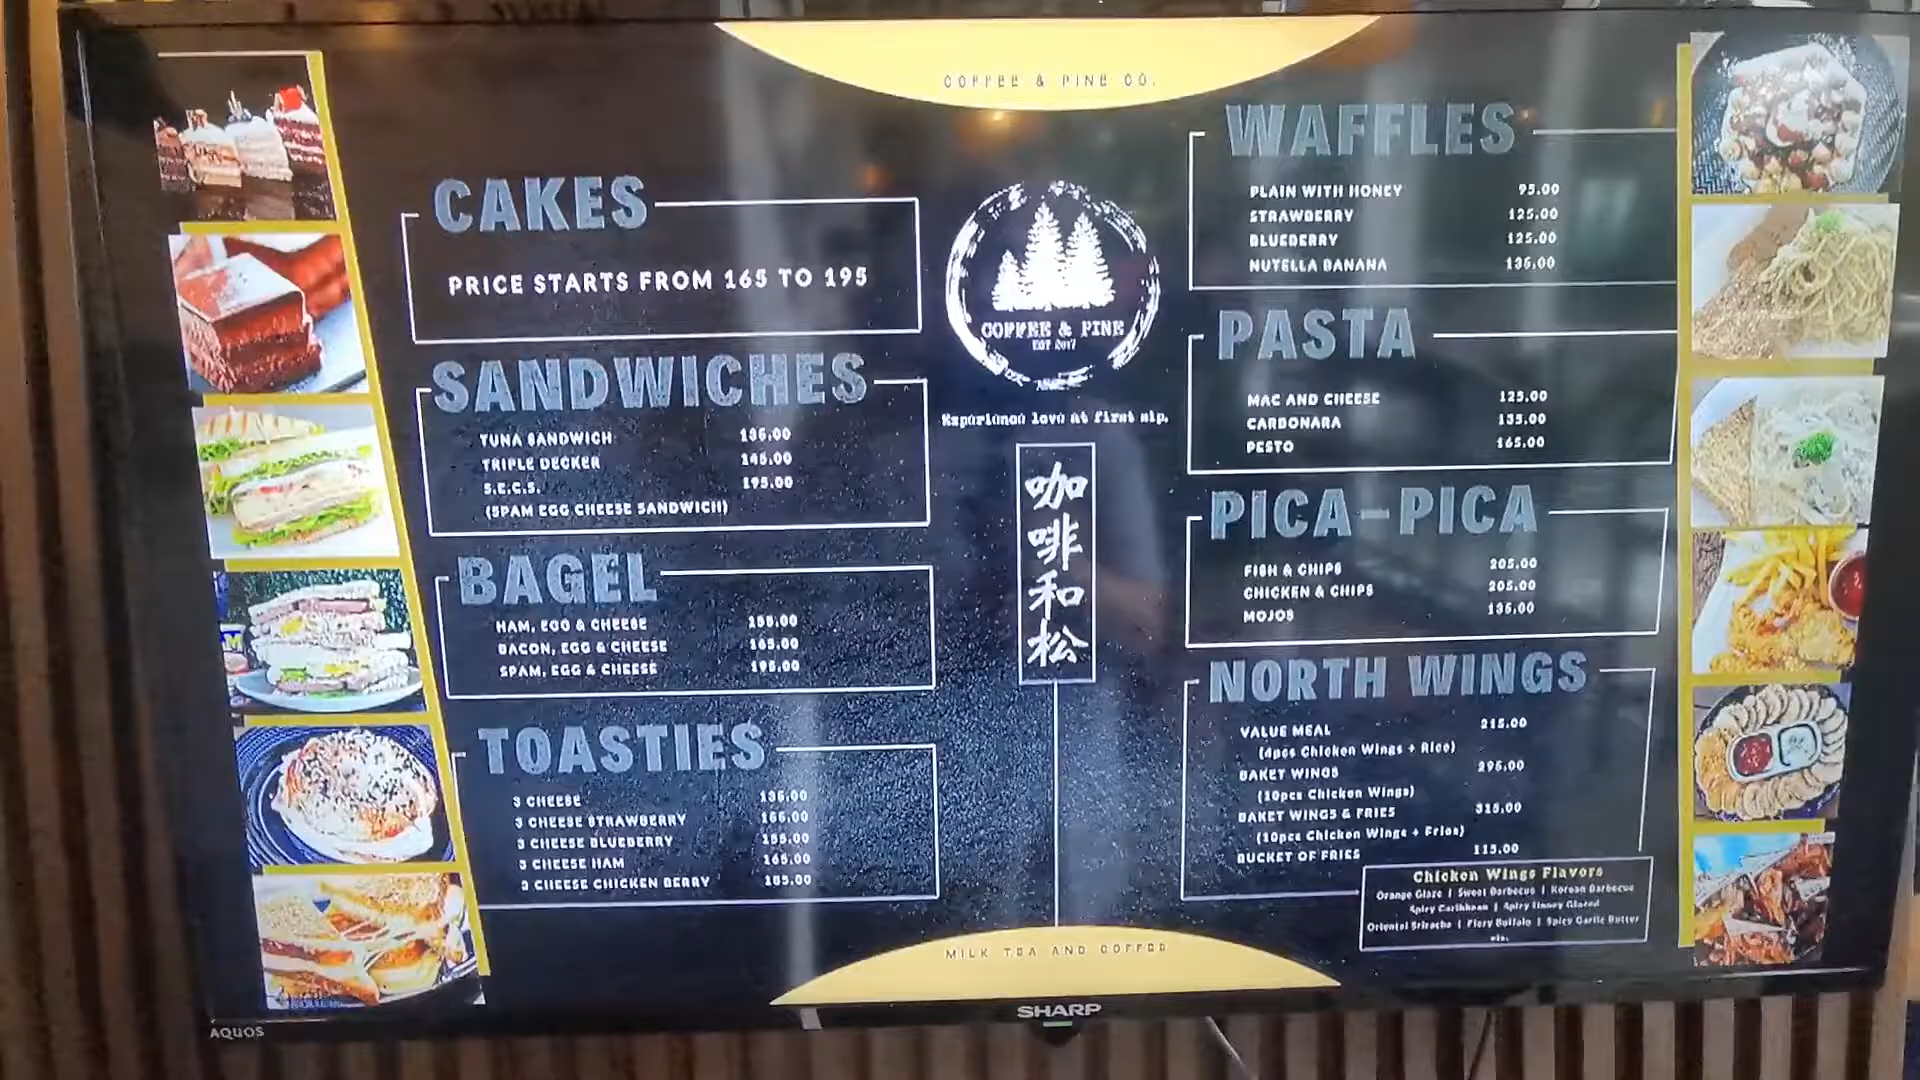 COFFEE & PINE CO.
CAKES
PRICE STARTS FROM 165 TO 195
SANDWICHES
TUNA SANDWICH 135.00
TRIPLE DECKER 145.00
S.E.C.S. 195.00
(SPAM EGG CHEESE SANDWICH)
BAGEL
HAM, EGG & CHEESE 155.00
BACON, EGG & CHEESE 165.00
SPAM, EGG & CHEESE 195.00
TOASTIES
3 CHEESE 135.00
3 CHEESE STRAWBERRY 155.00
3 CHEESE BLUEBERRY 155.00
3 CHEESE HAM 165.00
3 CHEESE CHICKEN BERRY
COFFEE & PINE
EST 2017
Experience love at first sip.
咖啡和松
WAFFLES
PLAIN WITH HONEY 95.00
STRAWBERRY 125.00
BLUEBERRY 125.00
NUTELLA BANANA 135.00
PASTA
MAC AND CHEESE 125.00
CARBONARA 135.00
PESTO 165.00
PICA-PICA
FISH & CHIPS 205.00
CHICKEN & CHIPS 205.00
MOJOS 135.00
NORTH WINGS
VALUE MEAL 215.00
(4pcs Chicken Wings + Rice)
BAKET WINGS 295.00
(10pcs Chicken Wings)
BAKET WINGS & FRIES 315.00
(10pcs Chicken Wings + Fries)
BUCKET OF FRIES 115.00
Chicken Wings Flavors
Orange Glaze | Sweet Barbecue | Korean Barbecue
Spicy Caribbean | Spicy Honey Glazed
Oriental Sriracha | Fiery Buffalo | Spicy Garlic Butter
MILK TEA AND COFFEE
SHARP
AQUOS